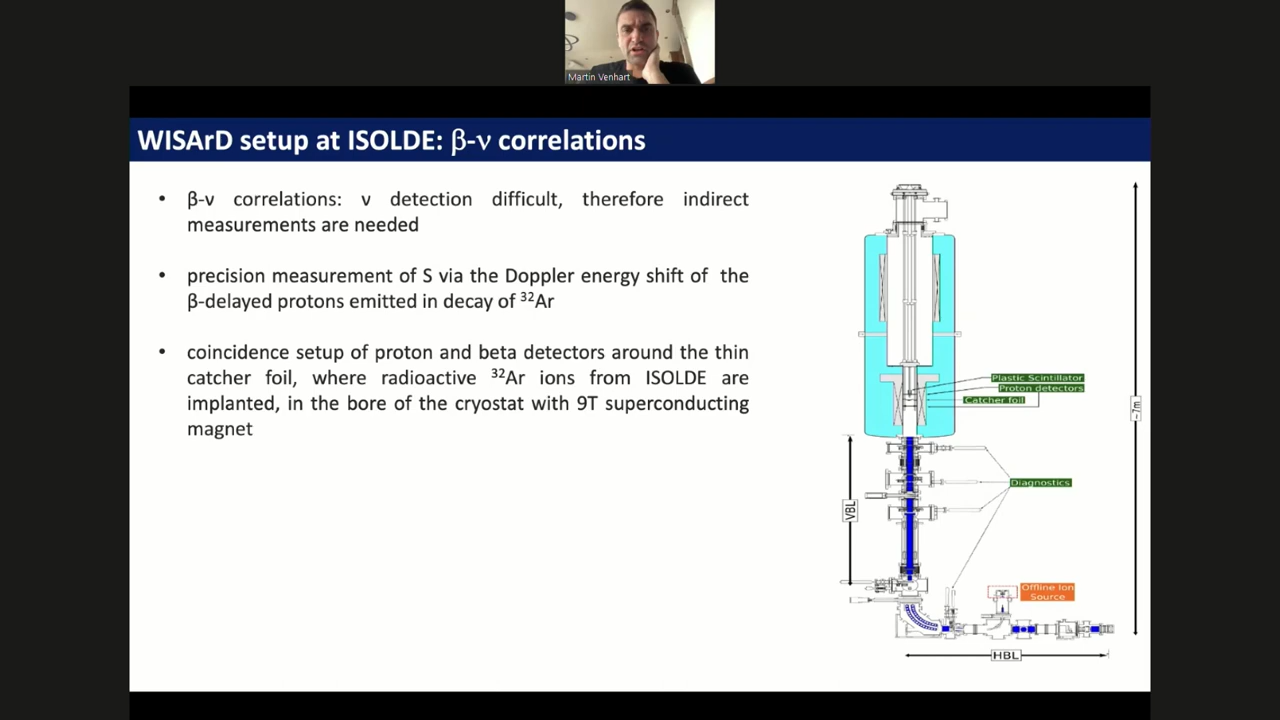 Martin Venhart
WISArD setup at ISOLDE: β-ν correlations
• β-ν correlations: ν detection difficult, therefore indirect
measurements are needed
• precision measurement of S via the Doppler energy shift of the
β-delayed protons emitted in decay of ³²Ar
• coincidence setup of proton and beta detectors around the thin
catcher foil, where radioactive ³²Ar ions from ISOLDE are
implanted, in the bore of the cryostat with 9T superconducting
magnet
Plastic Scintillator
Proton detectors
Catcher foil
~7m
Diagnostics
VBL
Offline Ion
Source
HBL